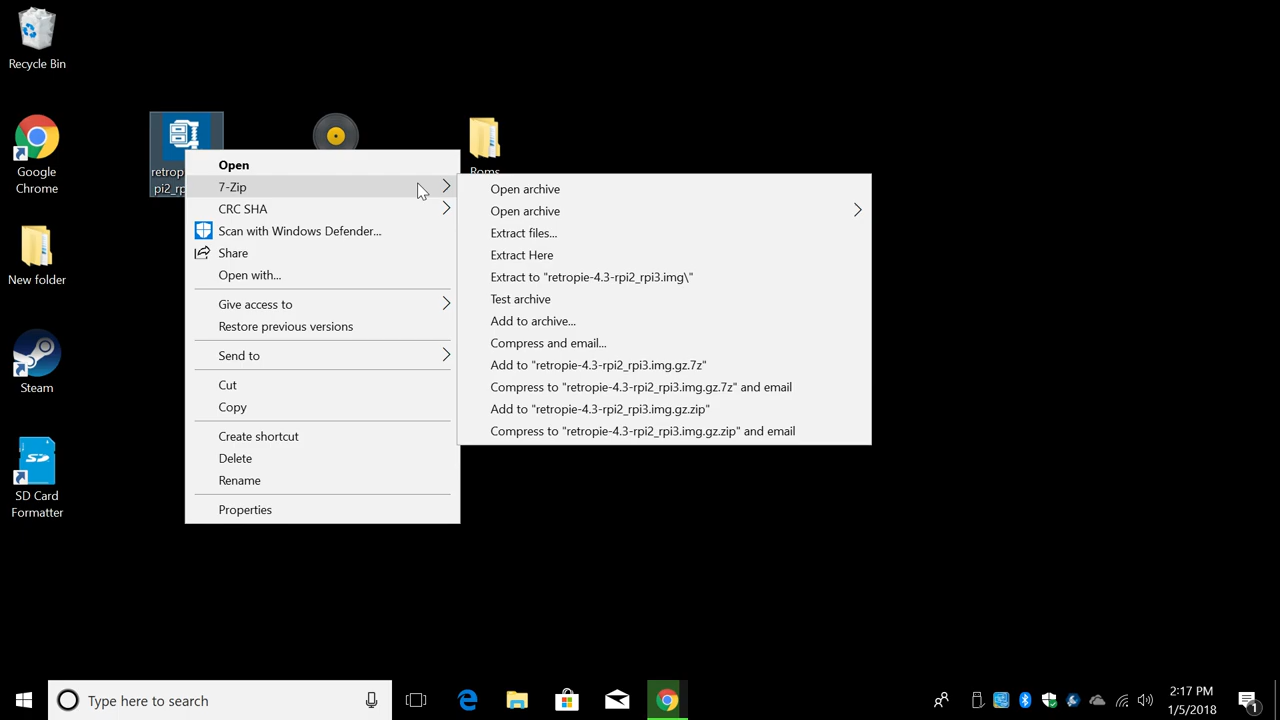 Recycle Bin
Google
Chrome
New folder
Steam
SD Card
Formatter
retrop
pi2_rp
Roms
Open
7-Zip
CRC SHA
Scan with Windows Defender...
Share
Open with...
Give access to
Restore previous versions
Send to
Cut
Copy
Create shortcut
Delete
Rename
Properties
Open archive
Open archive
Extract files...
Extract Here
Extract to "retropie-4.3-rpi2_rpi3.img\"
Test archive
Add to archive...
Compress and email...
Add to "retropie-4.3-rpi2_rpi3.img.gz.7z"
Compress to "retropie-4.3-rpi2_rpi3.img.gz.7z" and email
Add to "retropie-4.3-rpi2_rpi3.img.gz.zip"
Compress to "retropie-4.3-rpi2_rpi3.img.gz.zip" and email
Type here to search
2:17 PM
1/5/2018
1